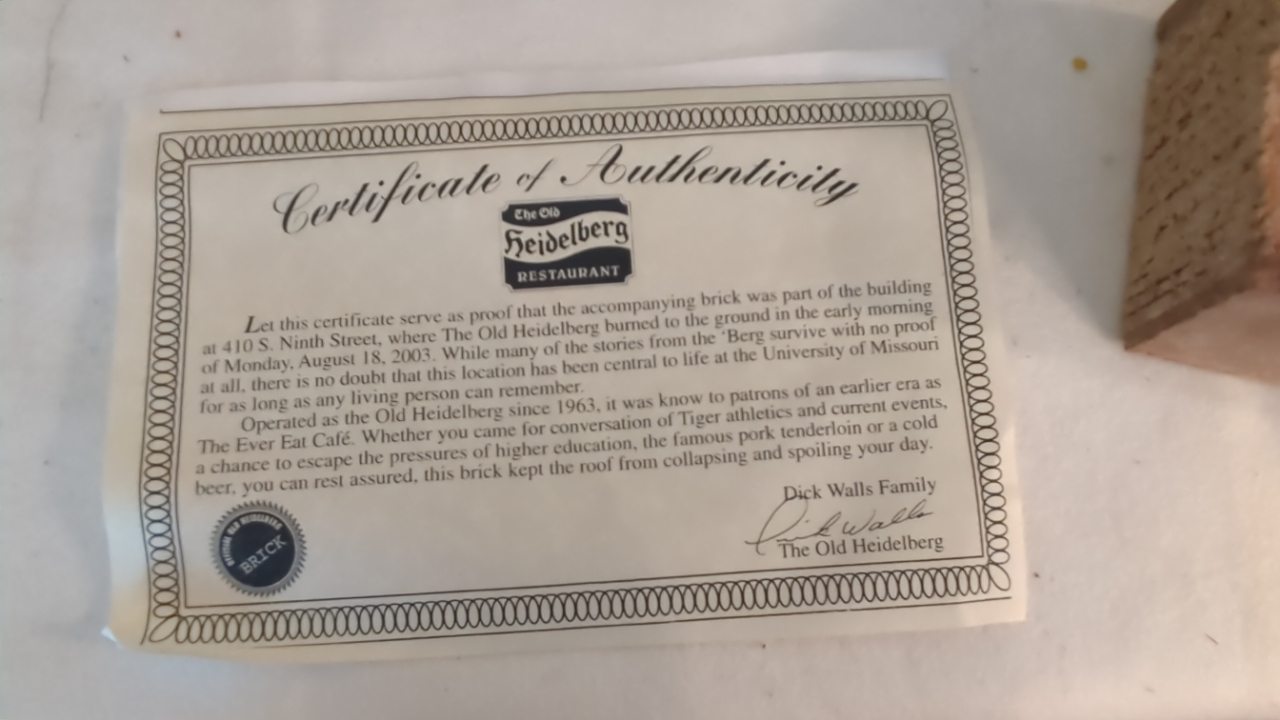 Certificate of Authenticity
The Old
Heidelberg
RESTAURANT
Let this certificate serve as proof that the accompanying brick was part of the building
at 410 S. Ninth Street, where The Old Heidelberg burned to the ground in the early morning
of Monday, August 18, 2003. While many of the stories from the 'Berg survive with no proof
at all, there is no doubt that this location has been central to life at the University of Missouri
for as long as any living person can remember.
Operated as the Old Heidelberg since 1963, it was know to patrons of an earlier era as
The Ever Eat Café. Whether you came for conversation of Tiger athletics and current events,
a chance to escape the pressures of higher education, the famous pork tenderloin or a cold
beer, you can rest assured, this brick kept the roof from collapsing and spoiling your day.
Dick Walls Family
Dick Walls
The Old Heidelberg
OFFICIAL OLD HEIDELBERG
BRICK